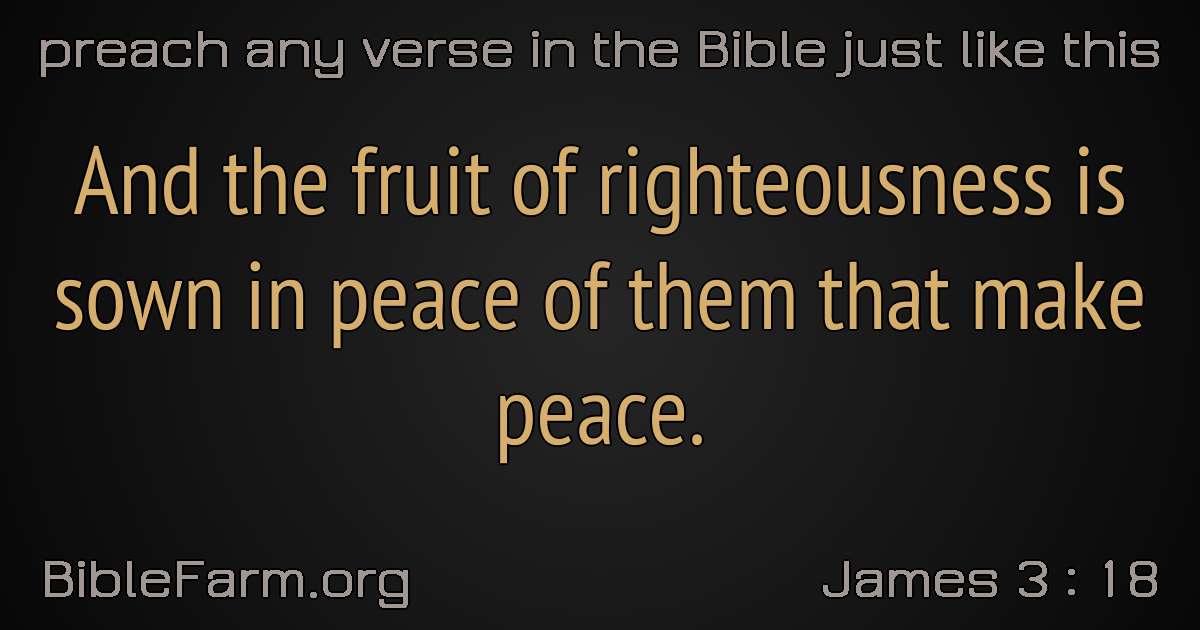 preach any verse in the Bible just like this
And the fruit of righteousness is
sown in peace of them that make
peace.
BibleFarm.org
James 3 : 18